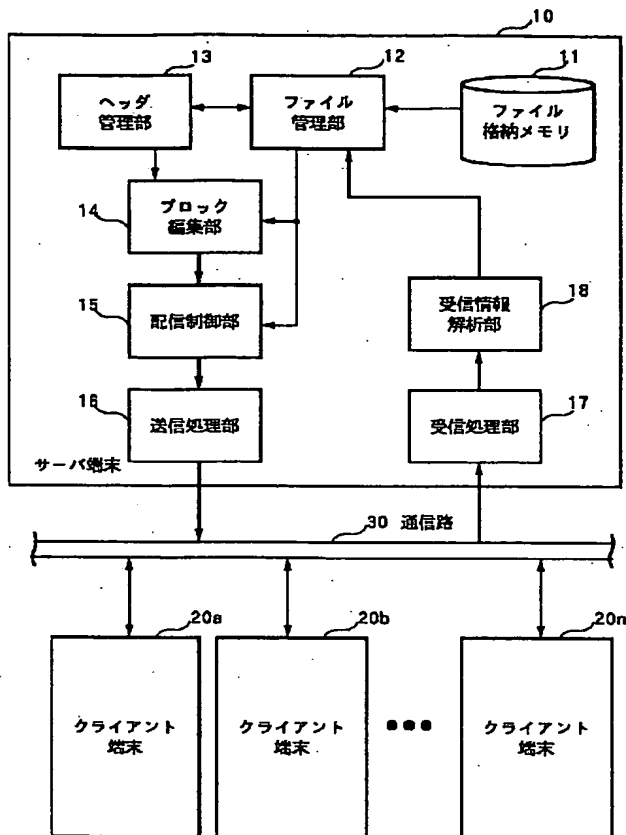 10
13
12
11
ヘッダ
管理部
ファイル
管理部
ファイル
格納メモリ
14
ブロック
編集部
15
配信制御部
18
受信情報
解析部
16
送信処理部
17
受信処理部
サーバ端末
30 通信路
20a
20b
20n
クライアント
端末
クライアント
端末
•••
クライアント
端末